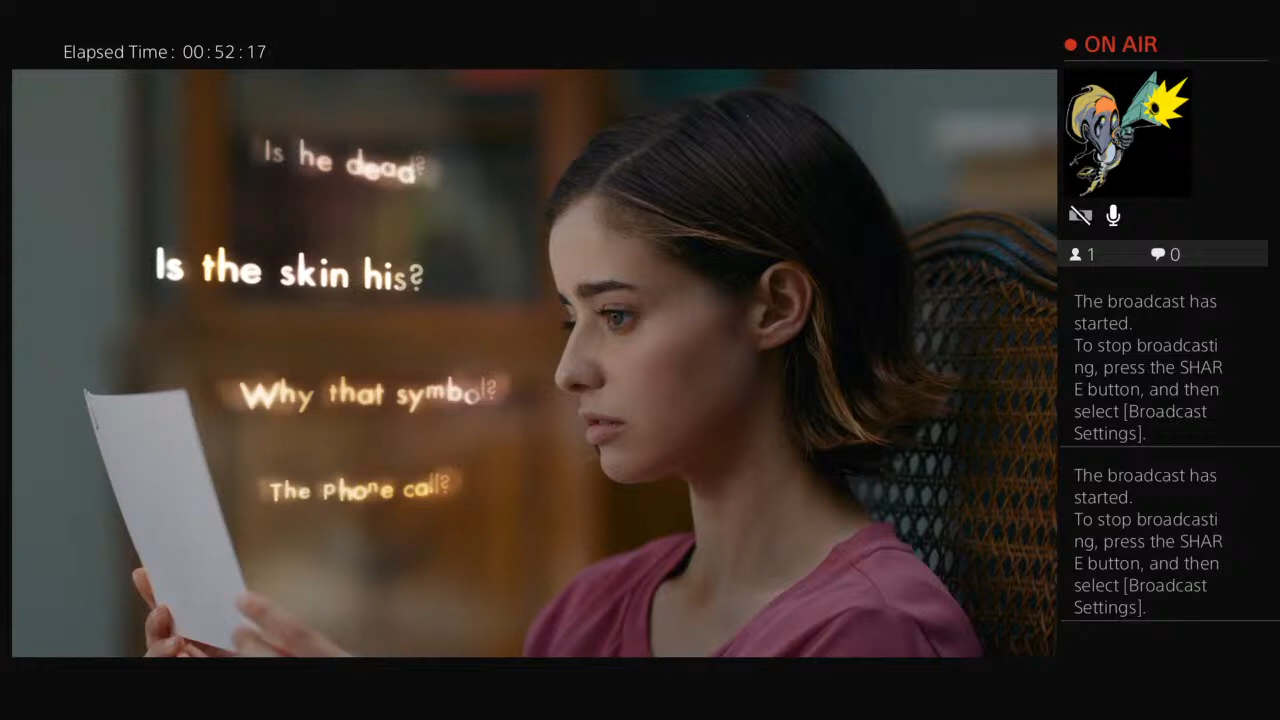 Elapsed Time: 00:52:17
ON AIR
Is he dead?
Is the skin his?
Why that symbol?
The phone call?
1
0
The broadcast has
started.
To stop broadcasti
ng, press the SHAR
E button, and then
select [Broadcast
Settings].
The broadcast has
started.
To stop broadcasti
ng, press the SHAR
E button, and then
select [Broadcast
Settings].